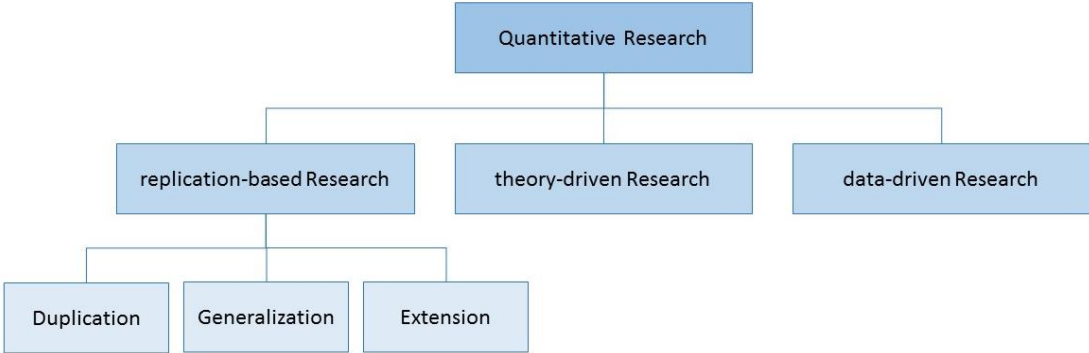 Quantitative Research
replication-based Research
theory-driven Research
data-driven Research
Duplication
Generalization
Extension